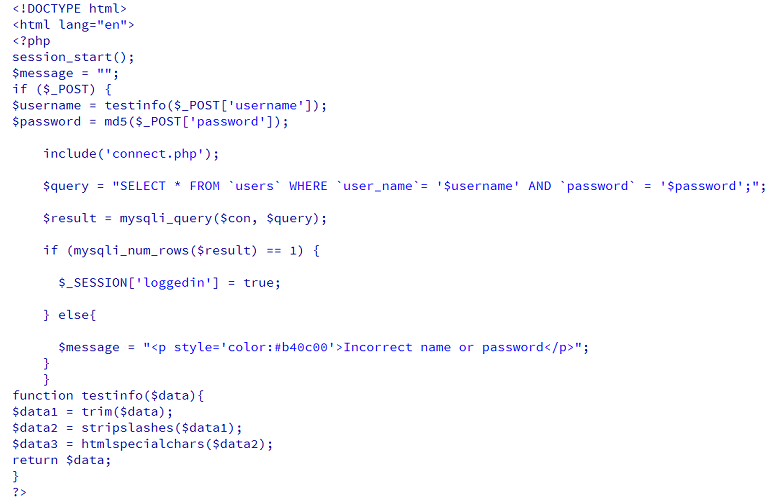 <!DOCTYPE html>
<html lang="en">
<?php
session_start();
$message = "";
if ($_POST) {
$username = testinfo($_POST['username']);
$password = md5($_POST['password']);
include('connect.php');
$query = "SELECT * FROM `users` WHERE `user_name`= '$username' AND `password` = '$password';";
$result = mysqli_query($con, $query);
if (mysqli_num_rows($result) == 1) {
$_SESSION['loggedin'] = true;
} else{
$message = "<p style='color:#b40c00'>Incorrect name or password</p>";
}
}
function testinfo($data){
$data1 = trim($data);
$data2 = stripslashes($data1);
$data3 = htmlspecialchars($data2);
return $data;
}
?>